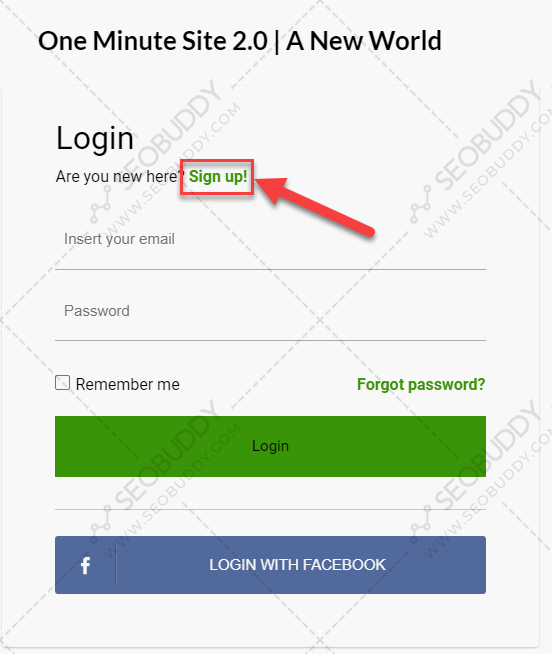 One Minute Site 2.0 | A New World
Login
Are you new here? Sign up!
Insert your email
Password
Remember me Forgot password?
Login
f LOGIN WITH FACEBOOK
SEOBUDDY
WWW.SEOBUDDY.COM
SEOBUDDY
WWW.SEOBUDDY.COM
SEOBUDDY
WWW.SEOBUDDY.COM
SEOBUDDY
WWW.SEOBUDDY.COM